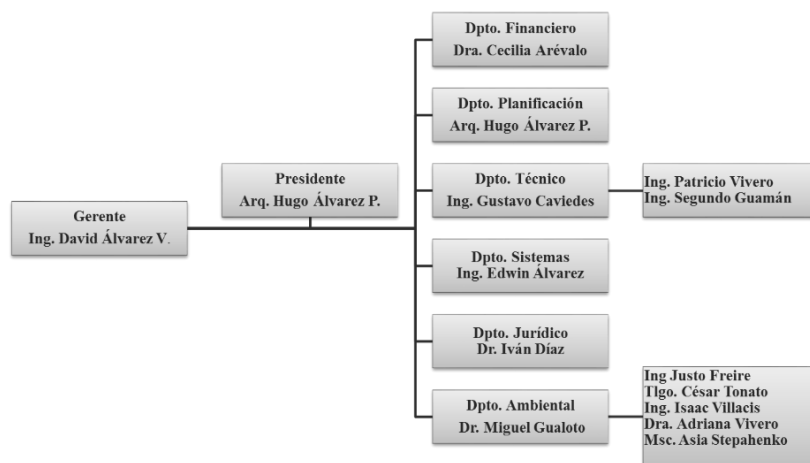 Dpto. Financiero
Dra. Cecilia Arévalo
Dpto. Planificación
Arq. Hugo Álvarez P.
Presidente
Arq. Hugo Álvarez P.
Gerente
Ing. David Álvarez V.
Dpto. Técnico
Ing. Gustavo Caviedes
Ing. Patricio Vivero
Ing. Segundo Guamán
Dpto. Sistemas
Ing. Edwin Álvarez
Dpto. Jurídico
Dr. Iván Díaz
Dpto. Ambiental
Dr. Miguel Gualoto
Ing Justo Freire
Tlgo. César Tonato
Ing. Isaac Villacis
Dra. Adriana Vivero
Msc. Asia Stepahenko